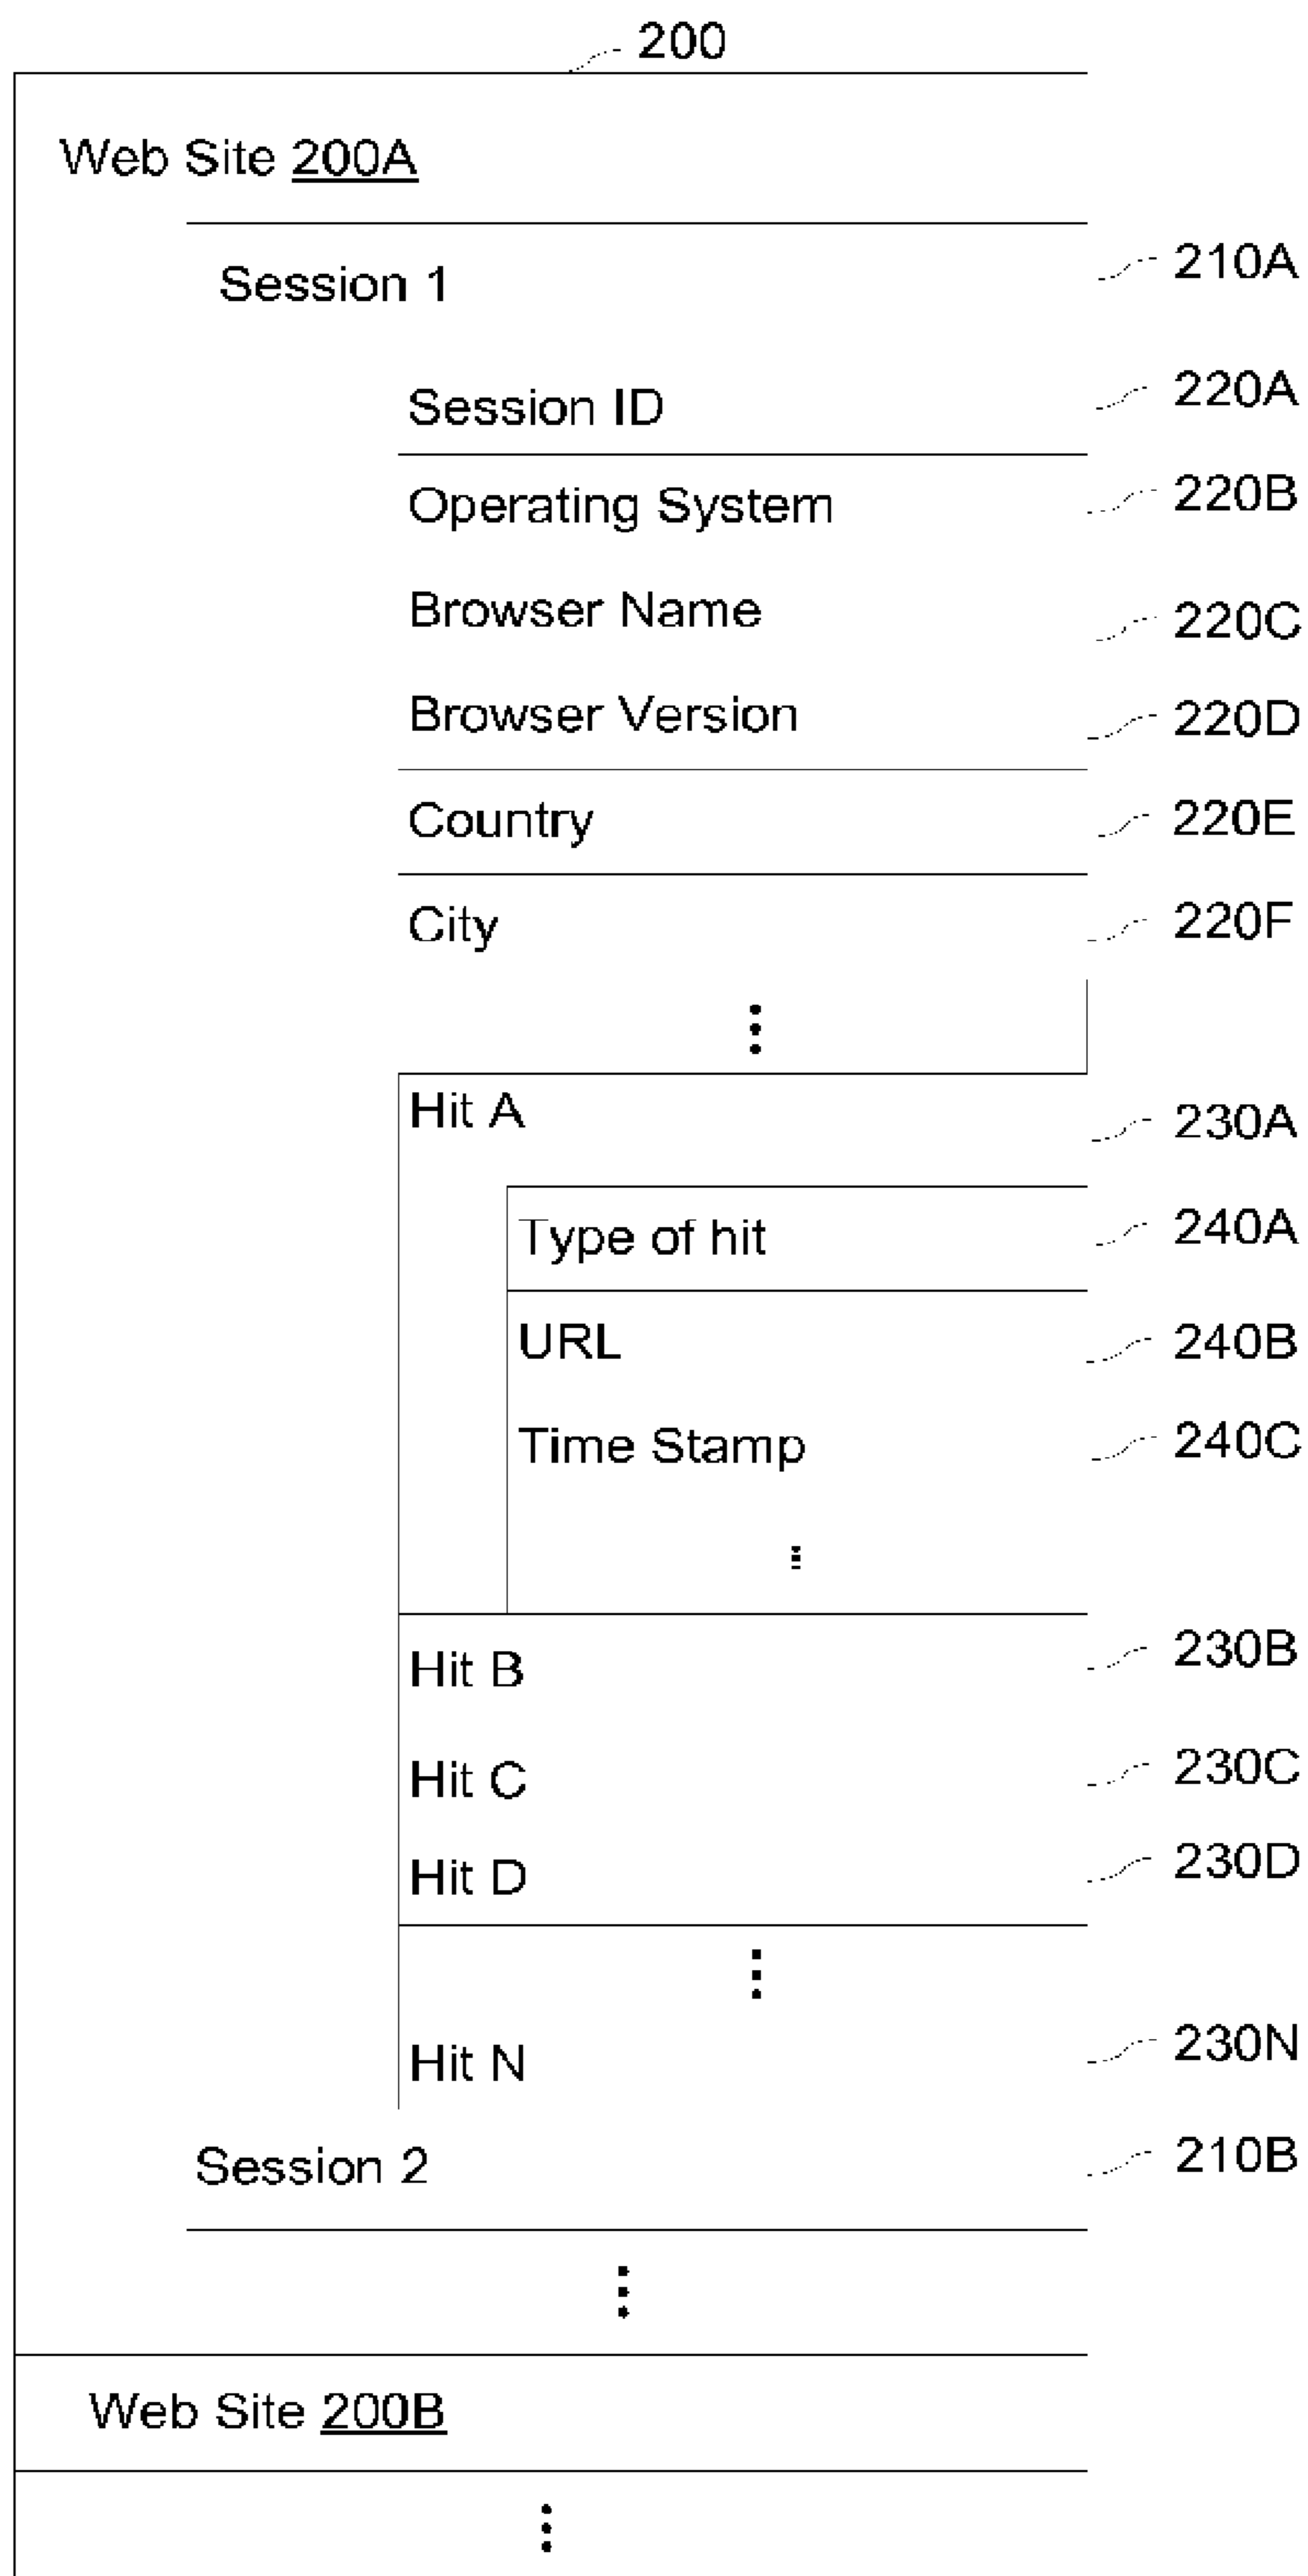 200
Web Site 200A
Session 1 210A
Session ID 220A
Operating System 220B
Browser Name 220C
Browser Version 220D
Country 220E
City 220F
Hit A 230A
Type of hit 240A
URL 240B
Time Stamp 240C
Hit B 230B
Hit C 230C
Hit D 230D
Hit N 230N
Session 2 210B
Web Site 200B